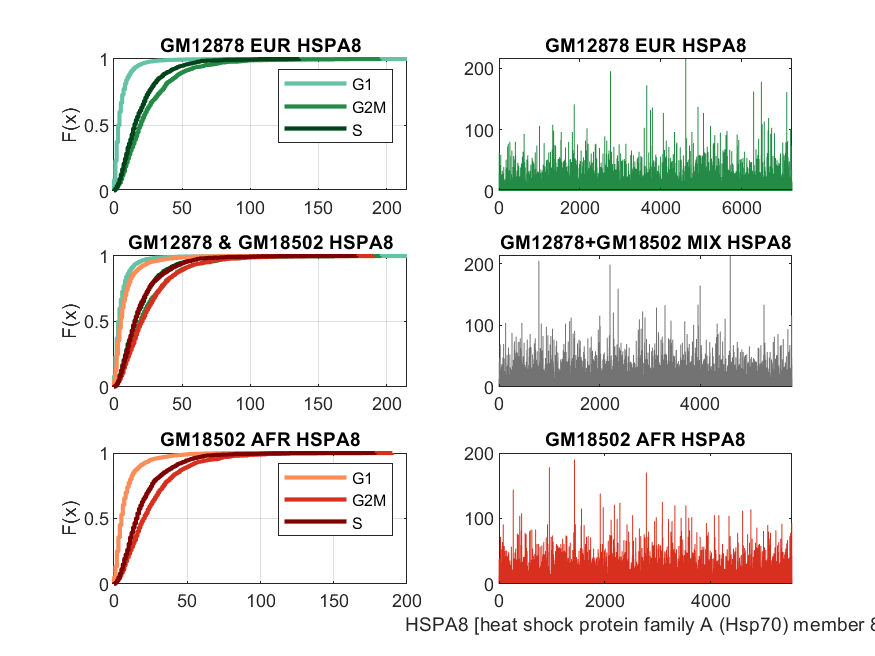 GM12878 EUR HSPA8
1
0.5
0
F(x)
0 50 100 150 200
G1
G2M
S
GM12878 EUR HSPA8
200
100
0
0 2000 4000 6000
GM12878 & GM18502 HSPA8
1
0.5
0
F(x)
0 50 100 150 200
GM12878+GM18502 MIX HSPA8
200
100
0
0 2000 4000
GM18502 AFR HSPA8
1
0.5
0
F(x)
0 50 100 150 200
G1
G2M
S
GM18502 AFR HSPA8
200
100
0
0 2000 4000
HSPA8 [heat shock protein family A (Hsp70) member 8